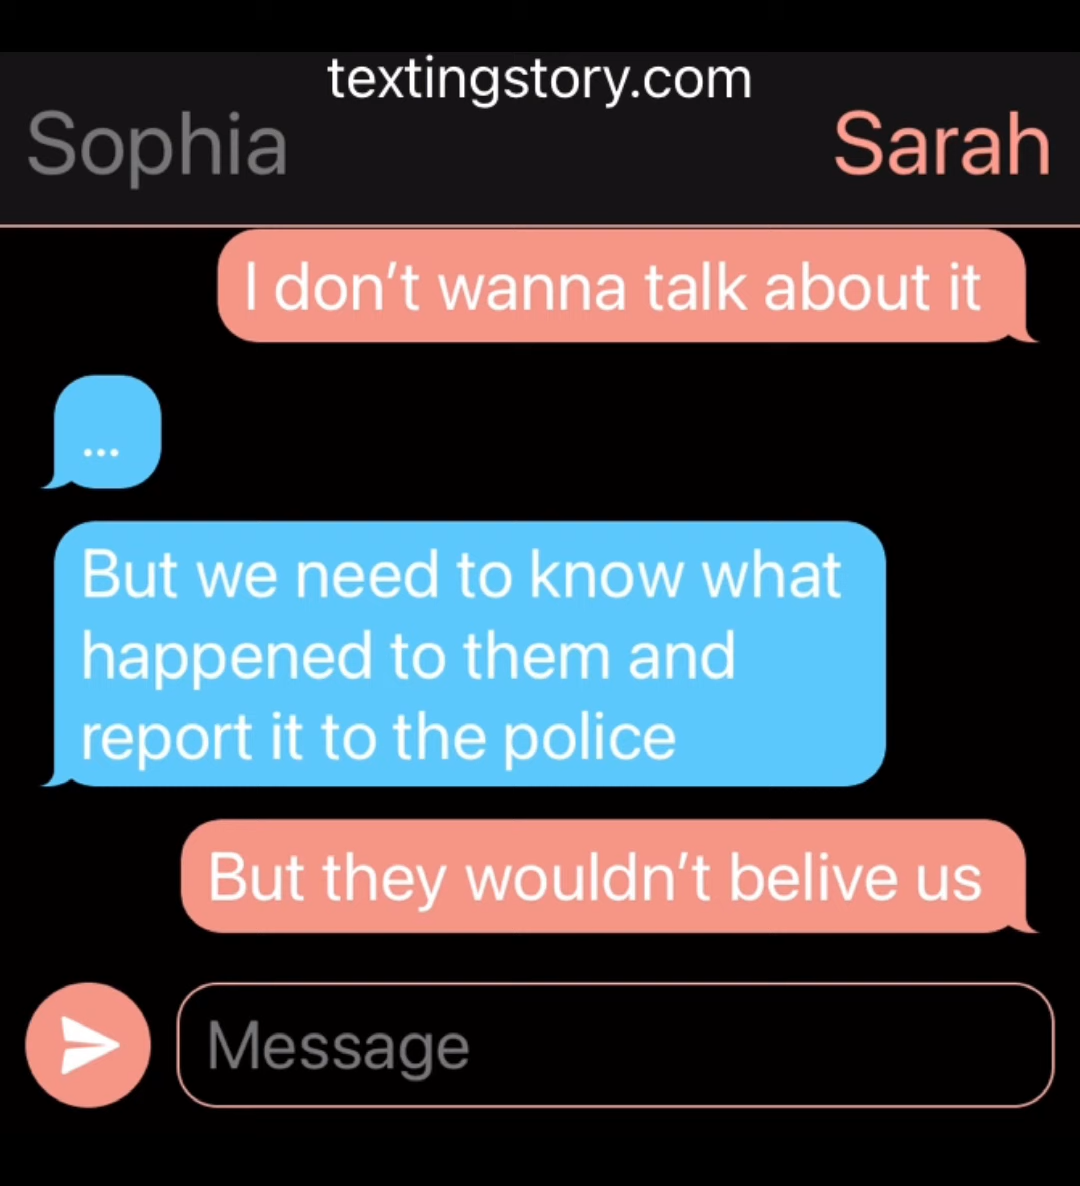 textingstory.com
Sophia
Sarah
I don’t wanna talk about it
...
But we need to know what
happened to them and
report it to the police
But they wouldn’t belive us
Message